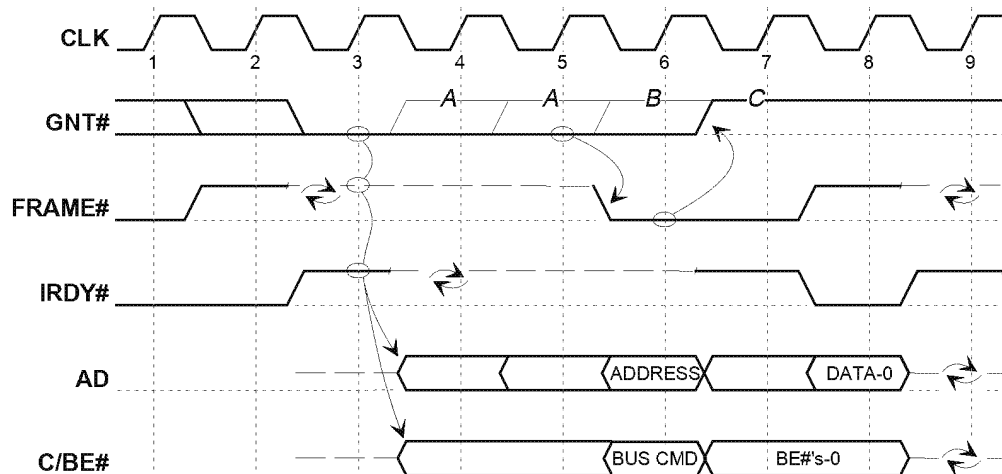 CLK
1 2 3 4 5 6 7 8 9
A A B C
GNT#
FRAME#
IRDY#
AD ADDRESS DATA-0
C/BE# BUS CMD BE#'s-0